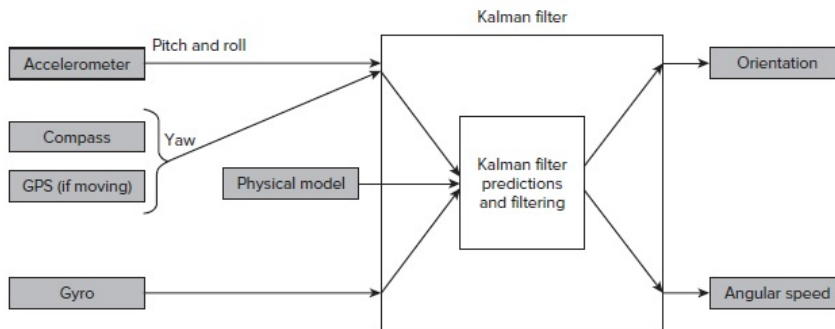 Kalman filter
Pitch and roll
Accelerometer
Orientation
Compass
Yaw
GPS (if moving)
Physical model
Kalman filter
predictions
and filtering
Gyro
Angular speed